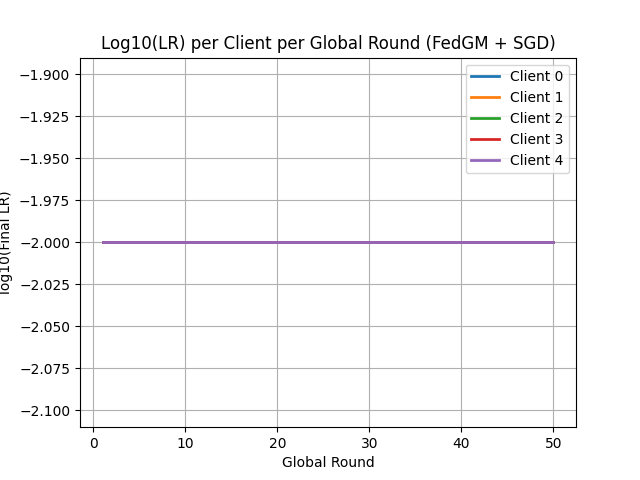 Log10(LR) per Client per Global Round (FedGM + SGD)
Client 0
Client 1
Client 2
Client 3
Client 4
−1.900
−1.925
−1.950
−1.975
−2.000
−2.025
−2.050
−2.075
−2.100
log10(Final LR)
0 10 20 30 40 50
Global Round